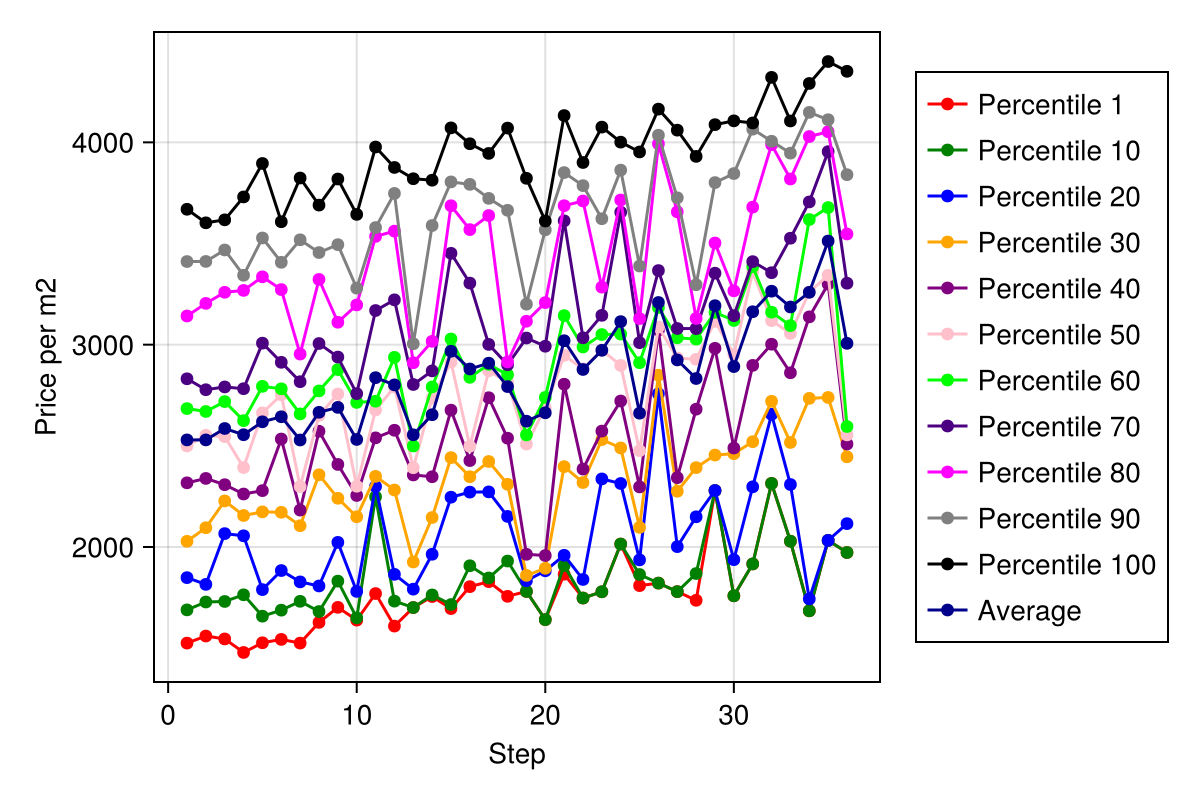 4000
3000
2000
0
10
20
30
Price per m2
Step
Percentile 1
Percentile 10
Percentile 20
Percentile 30
Percentile 40
Percentile 50
Percentile 60
Percentile 70
Percentile 80
Percentile 90
Percentile 100
Average